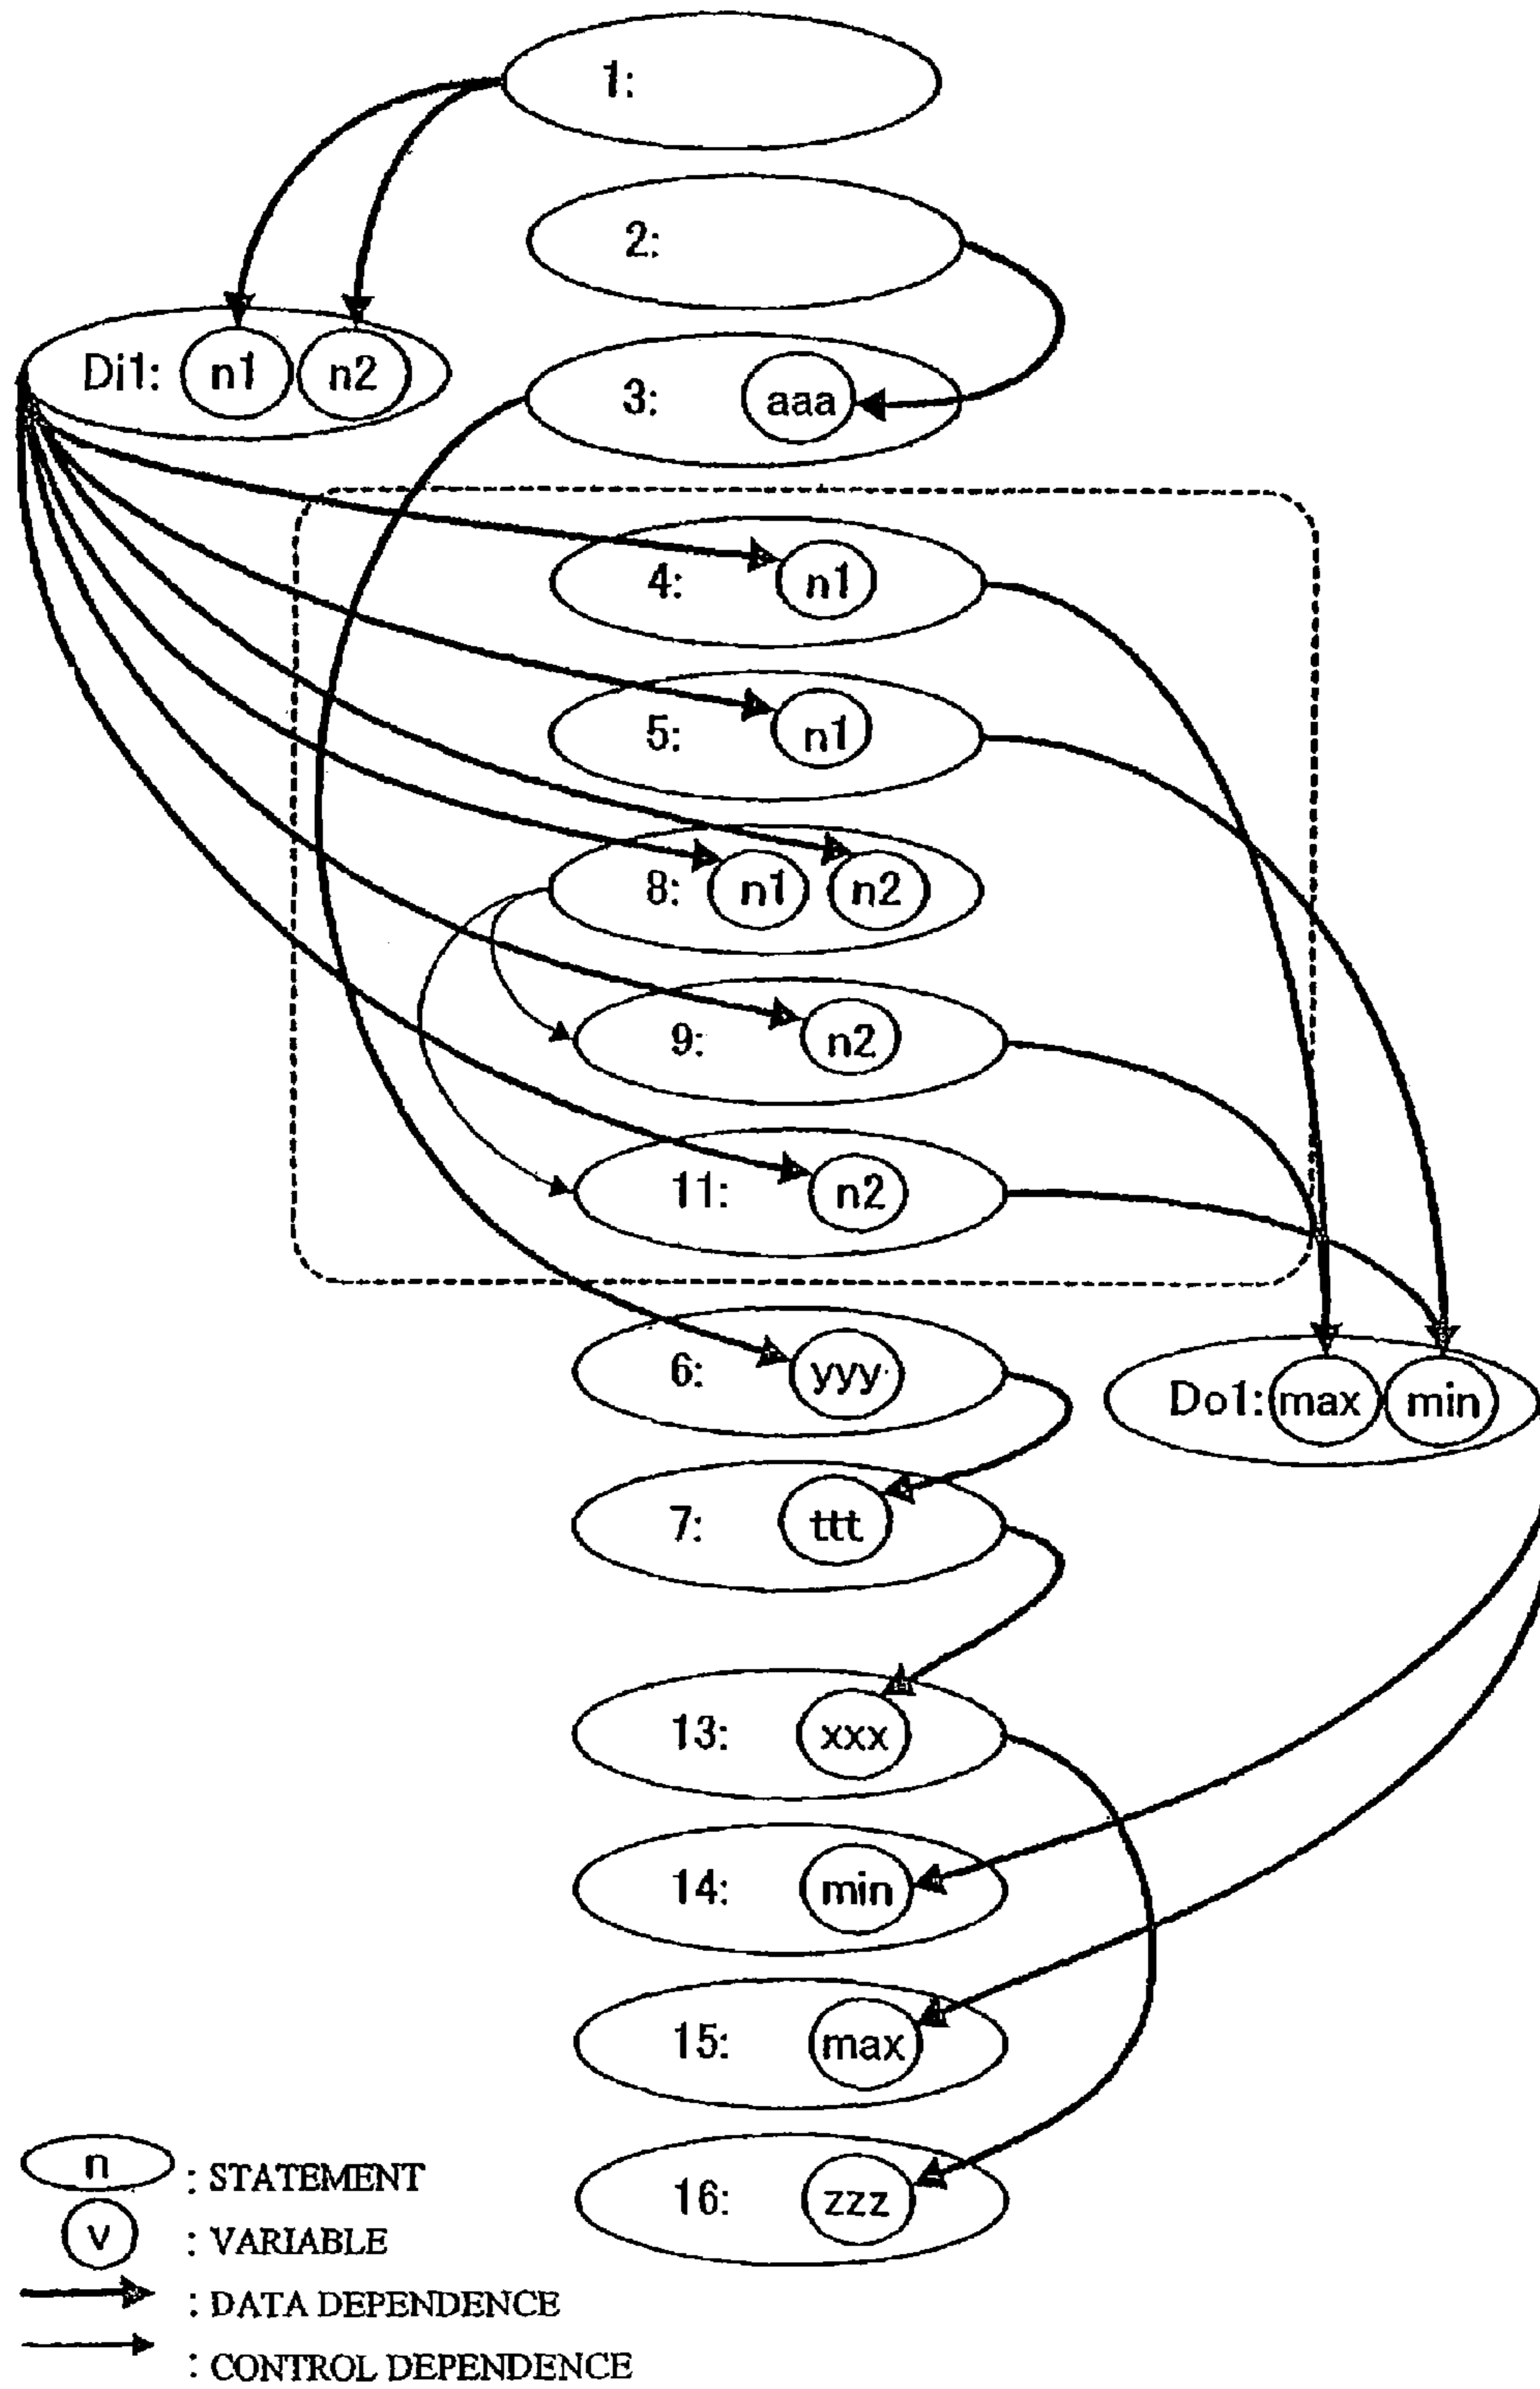 1:
2:
Di1: n1 n2
3: aaa
4: n1
5: n1
8: n1 n2
9: n2
11: n2
6: yyy
Do1: max min
7: ttt
13: xxx
14: min
15: max
16: zzz
n : STATEMENT
v : VARIABLE
: DATA DEPENDENCE
: CONTROL DEPENDENCE